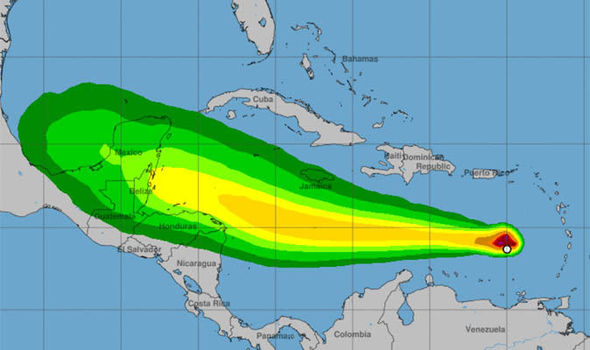 Bahamas
Cuba
Mexico
Haiti
Dominican
Republic
Puerto Rico
Jamaica
Belize
Guatemala
Honduras
El Salvador
Nicaragua
Costa Rica
Panama
Colombia
Venezuela